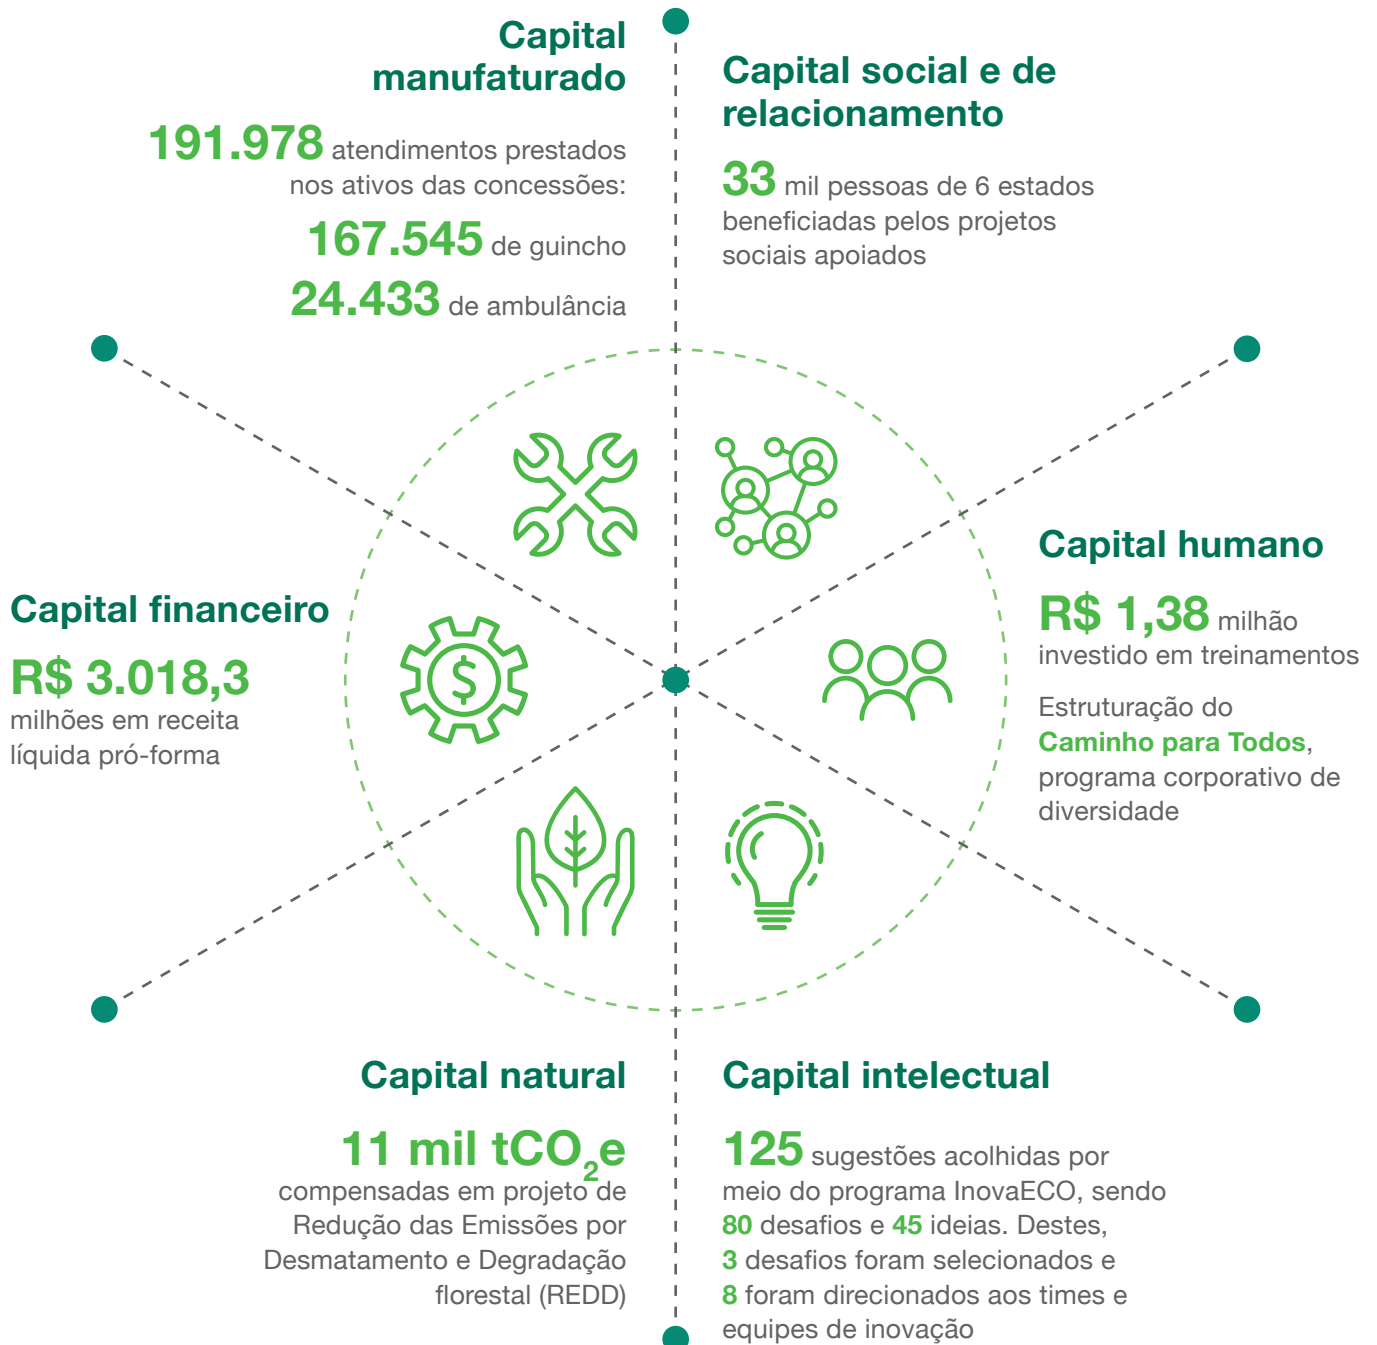 Capital
manufaturado
191.978 atendimentos prestados
nos ativos das concessões:
167.545 de guincho
24.433 de ambulância
Capital social e de
relacionamento
33 mil pessoas de 6 estados
beneficiadas pelos projetos
sociais apoiados
Capital humano
R$ 1,38 milhão
investido em treinamentos
Estruturação do
Caminho para Todos,
programa corporativo de
diversidade
Capital financeiro
R$ 3.018,3
milhões em receita
líquida pró-forma
$
Capital natural
11 mil tCO₂e
compensadas em projeto de
Redução das Emissões por
Desmatamento e Degradação
florestal (REDD)
Capital intelectual
125 sugestões acolhidas por
meio do programa InovaECO, sendo
80 desafios e 45 ideias. Destes,
3 desafios foram selecionados e
8 foram direcionados aos times e
equipes de inovação